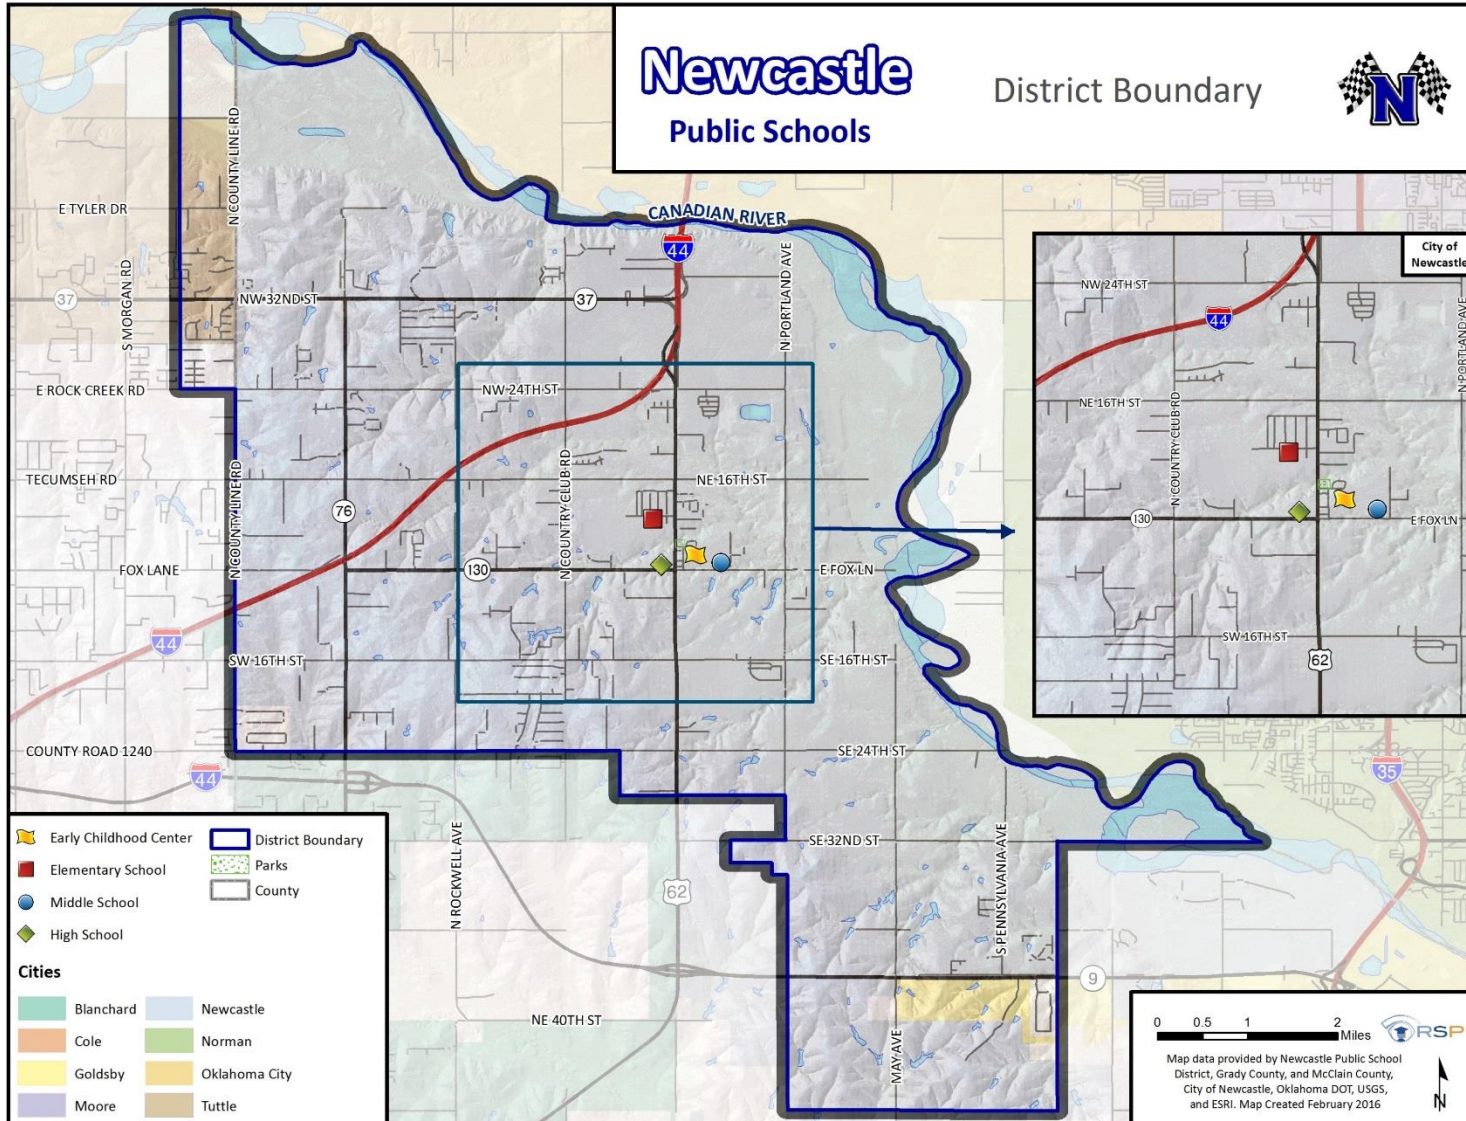 Newcastle
Public Schools
District Boundary
N
CANADIAN RIVER
N COUNTY LINE RD
E TYLER DR
S MORGAN RD
44
N PORTLAND AVE
37
NW 32ND ST
37
E ROCK CREEK RD
NW 24TH ST
TECUMSEH RD
NE 16TH ST
N COUNTY LINE RD
76
N COUNTRY CLUB RD
FOX LANE
130
E FOX LN
44
SW 16TH ST
SE 16TH ST
COUNTY ROAD 1240
SE 24TH ST
44
35
N ROCKWELL AVE
SE 32ND ST
S PENNSYLVANIA AVE
62
9
NE 40TH ST
MAY AVE
City of
Newcastle
NW 24TH ST
44
N PORTLAND AVE
NE 16TH ST
N COUNTRY CLUB RD
130
E FOX LN
SW 16TH ST
62
Early Childhood Center
Elementary School
Middle School
High School
District Boundary
Parks
County
Cities
Blanchard
Cole
Goldsby
Moore
Newcastle
Norman
Oklahoma City
Tuttle
0 0.5 1 2
Miles
RSP
Map data provided by Newcastle Public School
District, Grady County, and McClain County,
City of Newcastle, Oklahoma DOT, USGS,
and ESRI. Map Created February 2016
N